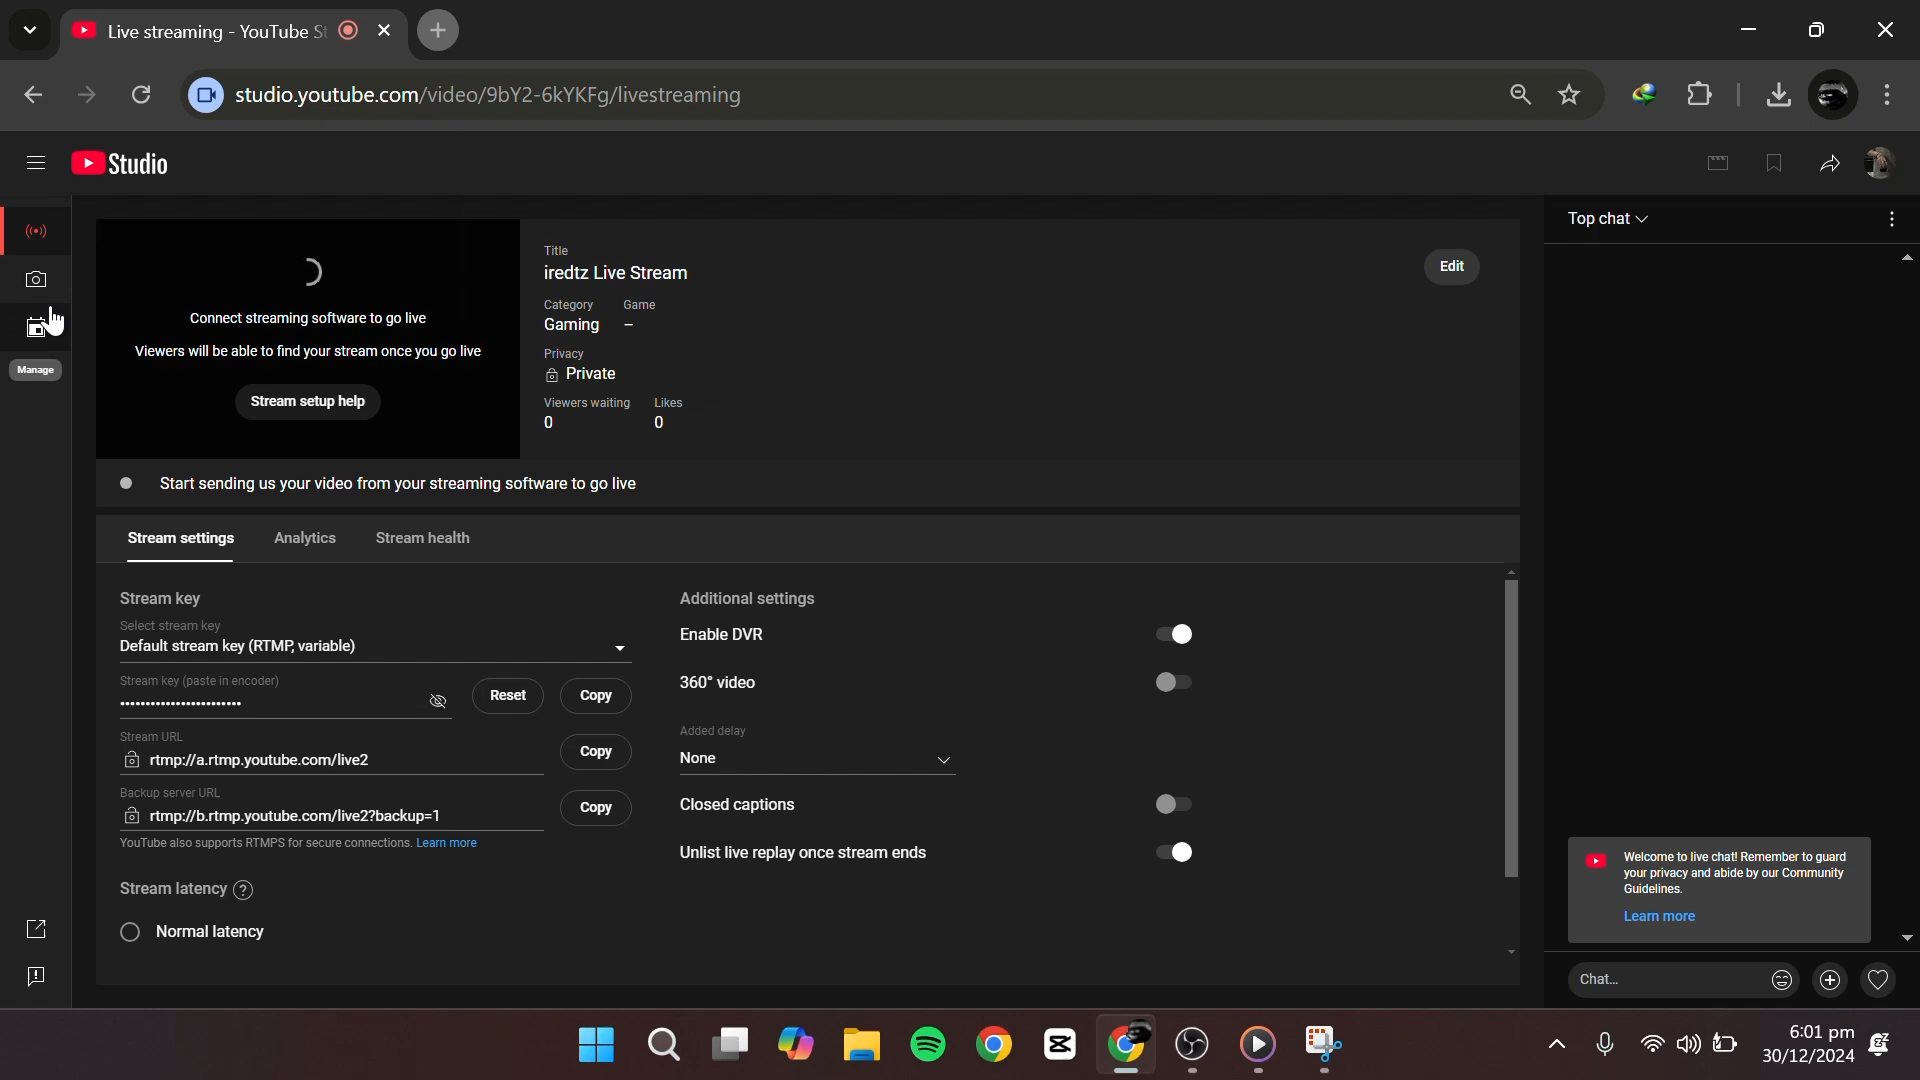 Live streaming - YouTube St
studio.youtube.com/video/9bY2-6kYKFg/livestreaming
Studio
Manage
Connect streaming software to go live
Viewers will be able to find your stream once you go live
Stream setup help
Title
iredtz Live Stream
Edit
Category Game
Gaming –
Privacy
Private
Viewers waiting Likes
0 0
Start sending us your video from your streaming software to go live
Stream settings Analytics Stream health
Stream key
Select stream key
Default stream key (RTMP, variable)
Stream key (paste in encoder)
••••••••••••••••••••••••
Reset Copy
Stream URL
rtmp://a.rtmp.youtube.com/live2
Copy
Backup server URL
rtmp://b.rtmp.youtube.com/live2?backup=1
Copy
YouTube also supports RTMPS for secure connections. Learn more
Stream latency ?
Normal latency
Additional settings
Enable DVR
360° video
Added delay
None
Closed captions
Unlist live replay once stream ends
Top chat
Welcome to live chat! Remember to guard
your privacy and abide by our Community
Guidelines.
Learn more
Chat...
6:01 pm
30/12/2024